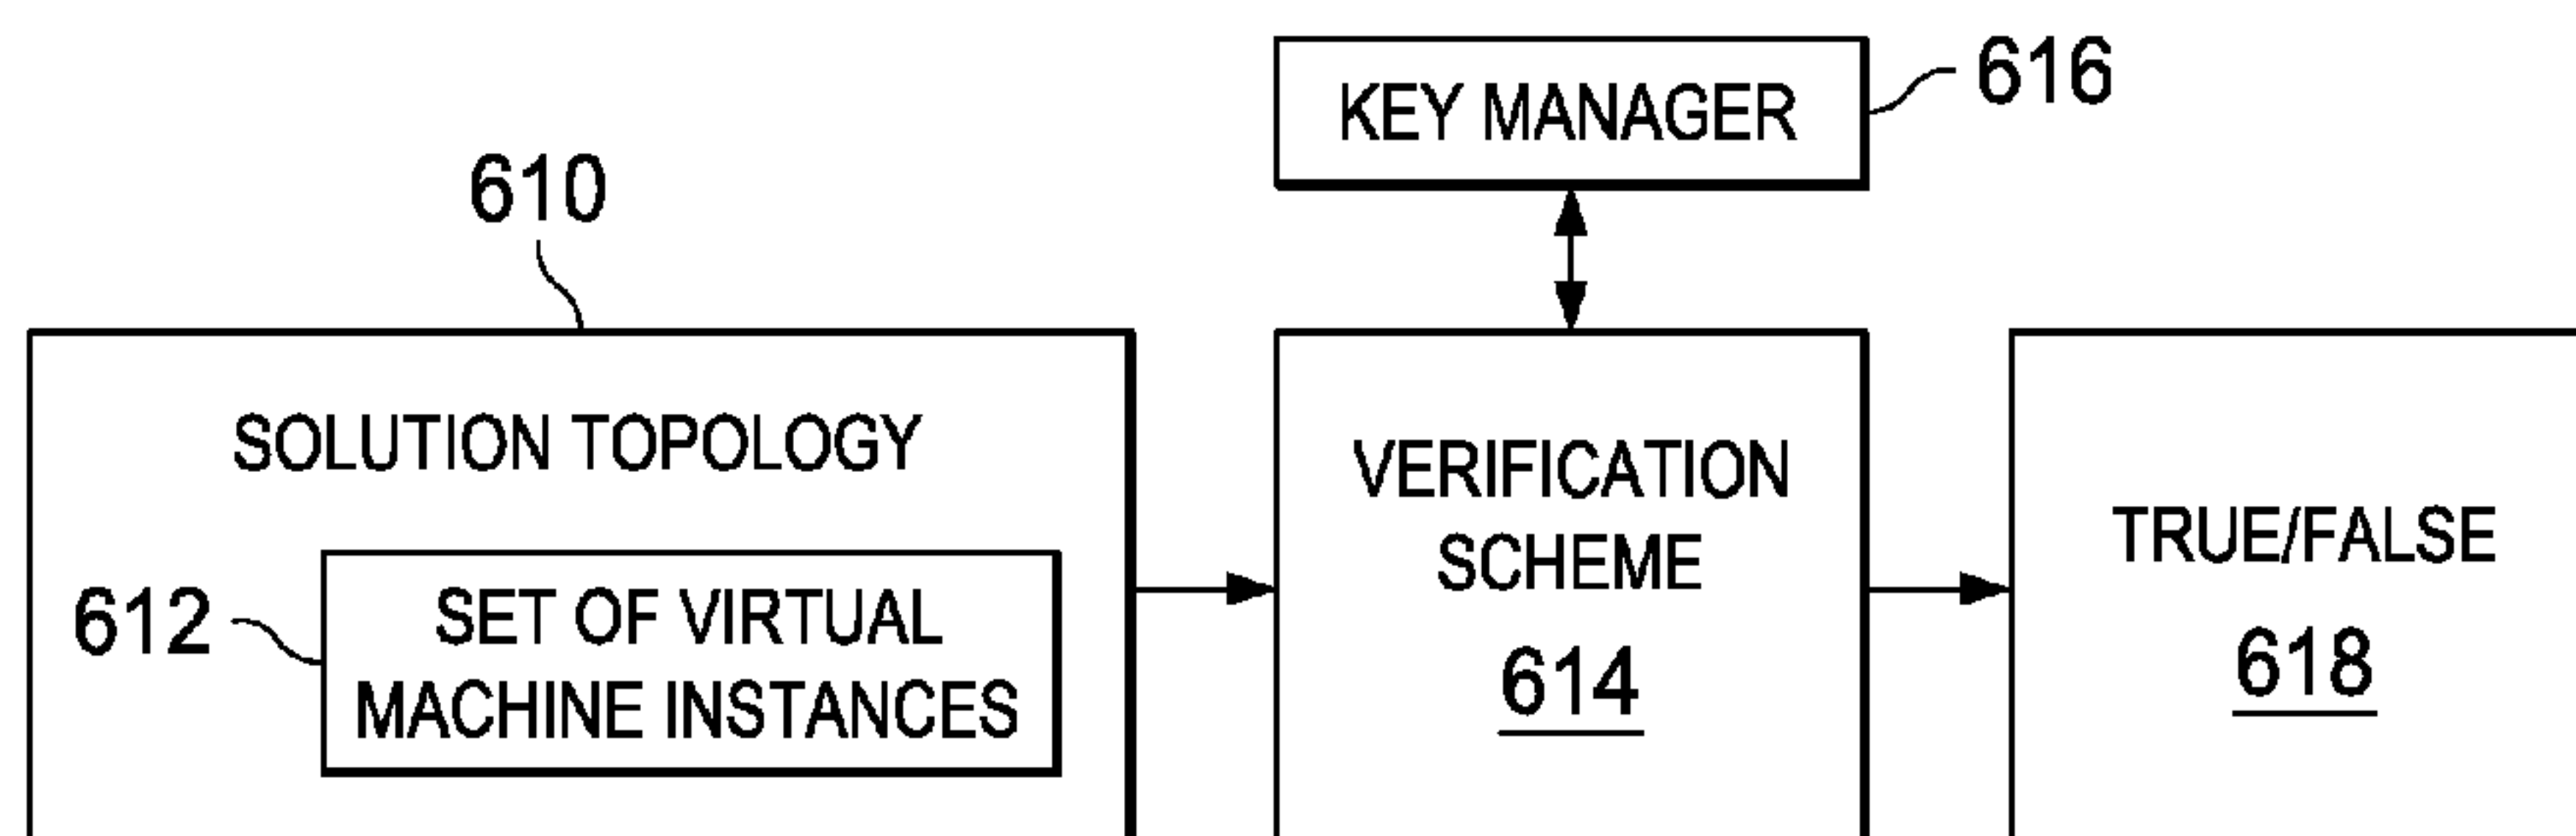 KEY MANAGER
616
610
SOLUTION TOPOLOGY
612
SET OF VIRTUAL
MACHINE INSTANCES
VERIFICATION
SCHEME
614
TRUE/FALSE
618